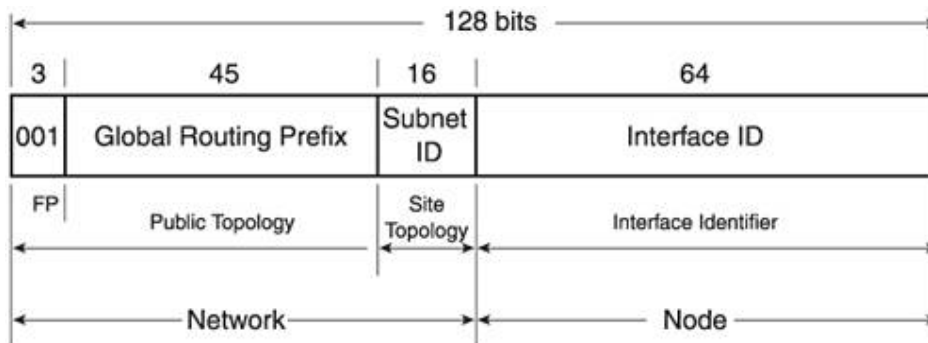 128 bits
3 45 16 64
001 Global Routing Prefix Subnet ID Interface ID
FP Public Topology Site Topology Interface Identifier
Network Node